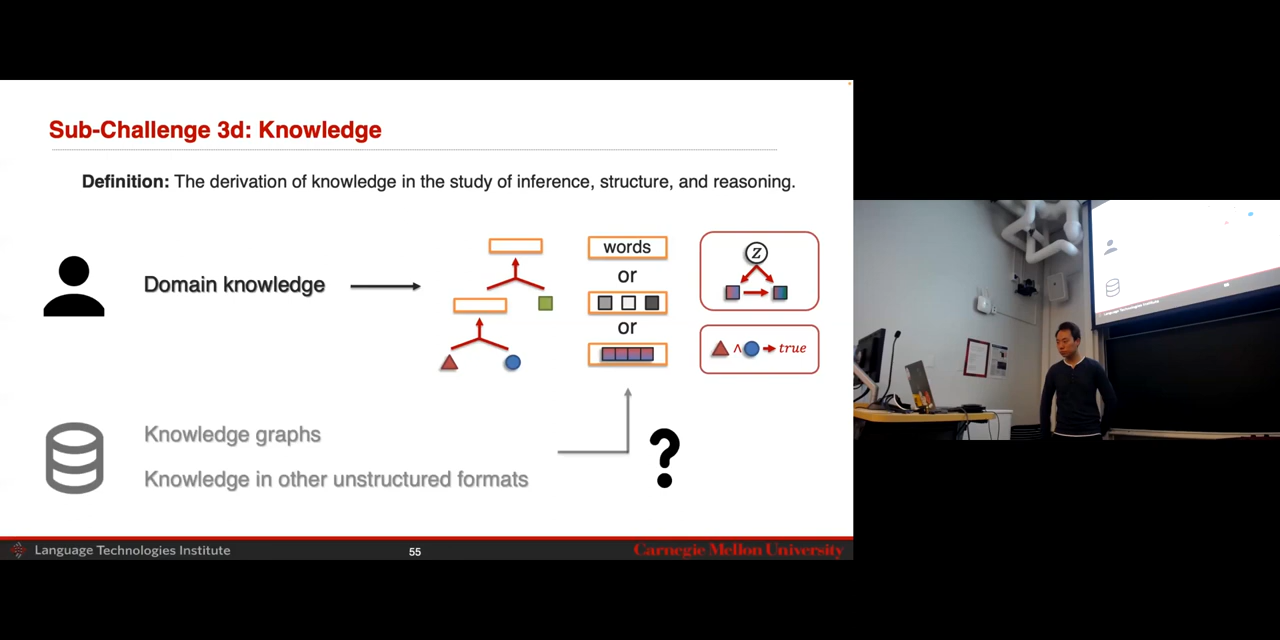 Sub-Challenge 3d: Knowledge
Definition: The derivation of knowledge in the study of inference, structure, and reasoning.
Domain knowledge
words
or
or
Z
∧ → true
Knowledge graphs
Knowledge in other unstructured formats
?
Language Technologies Institute
55
Carnegie Mellon University